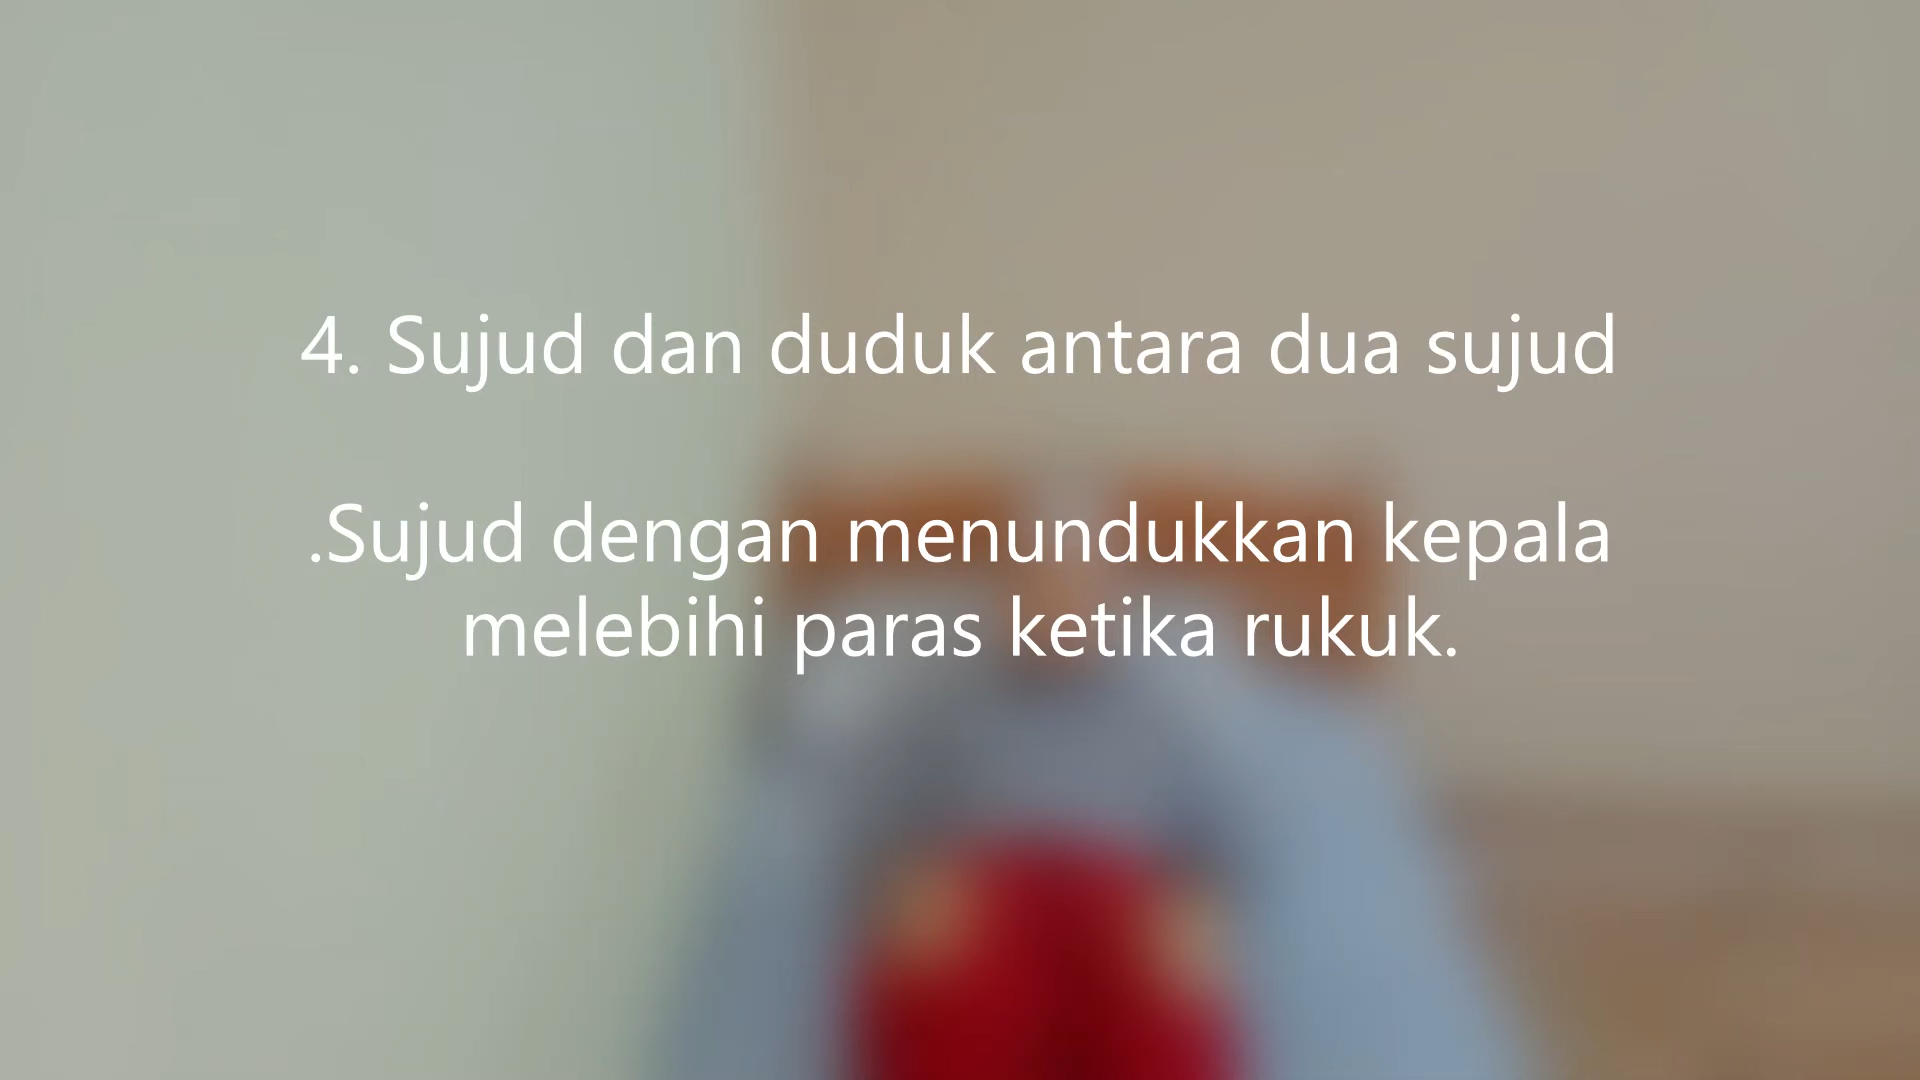 4. Sujud dan duduk antara dua sujud
.Sujud dengan menundukkan kepala
melebihi paras ketika rukuk.